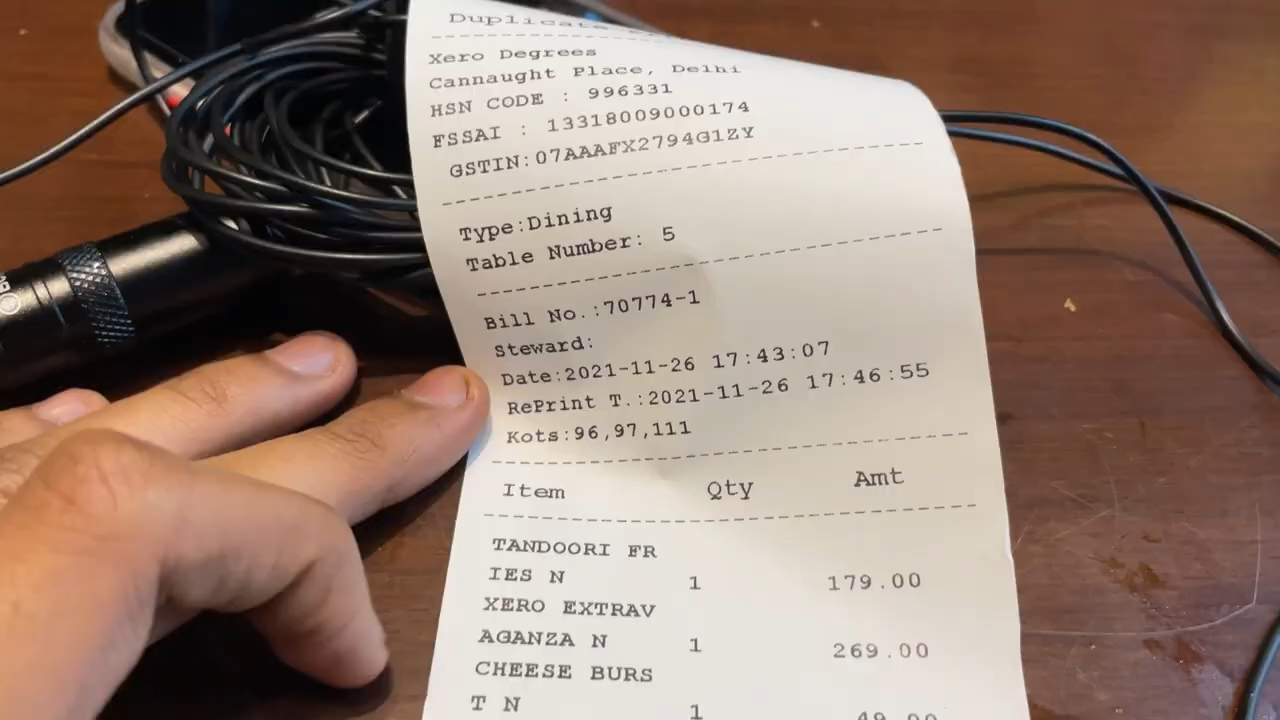 Duplicate
Xero Degrees
Cannaught Place, Delhi
HSN CODE : 996331
FSSAI : 13318009000174
GSTIN:07AAAFX2794G1ZY
Type:Dining
Table Number: 5
Bill No.:70774-1
Steward:
Date:2021-11-26 17:43:07
RePrint T.:2021-11-26 17:46:55
Kots:96,97,111
Item Qty Amt
TANDOORI FR
IES N 1 179.00
XERO EXTRAV
AGANZA N 1 269.00
CHEESE BURS
T N 1 49.00